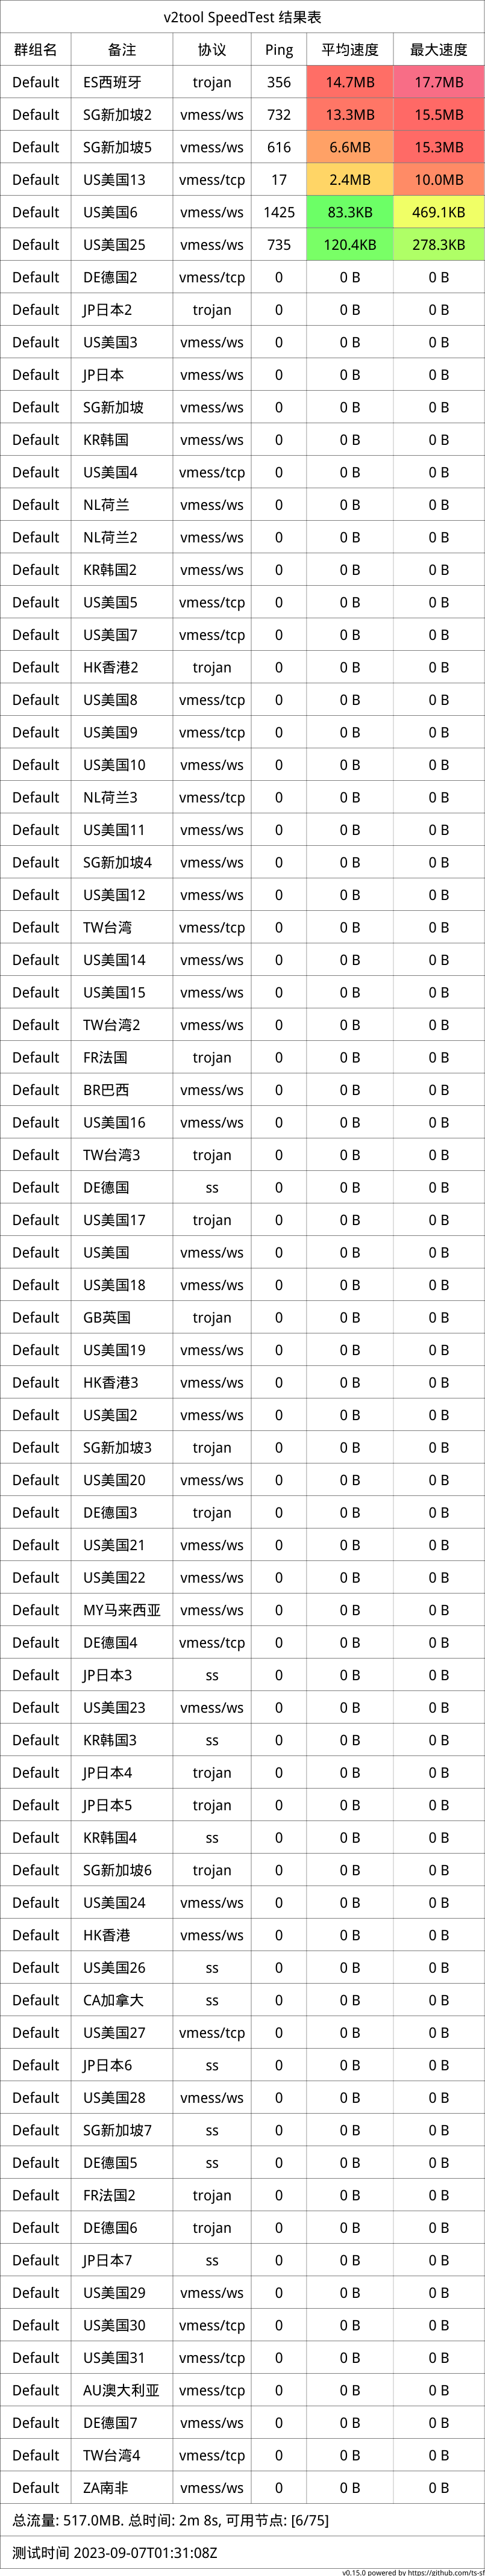 v2tool SpeedTest 结果表
群组名 备注 协议 Ping 平均速度 最大速度
Default ES西班牙 trojan 356 14.7MB 17.7MB
Default SG新加坡2 vmess/ws 732 13.3MB 15.5MB
Default SG新加坡5 vmess/ws 616 6.6MB 15.3MB
Default US美国13 vmess/tcp 17 2.4MB 10.0MB
Default US美国6 vmess/ws 1425 83.3KB 469.1KB
Default US美国25 vmess/ws 735 120.4KB 278.3KB
Default DE德国2 vmess/tcp 0 0 B 0 B
Default JP日本2 trojan 0 0 B 0 B
Default US美国3 vmess/ws 0 0 B 0 B
Default JP日本 vmess/ws 0 0 B 0 B
Default SG新加坡 vmess/ws 0 0 B 0 B
Default KR韩国 vmess/ws 0 0 B 0 B
Default US美国4 vmess/tcp 0 0 B 0 B
Default NL荷兰 vmess/ws 0 0 B 0 B
Default NL荷兰2 vmess/ws 0 0 B 0 B
Default KR韩国2 vmess/ws 0 0 B 0 B
Default US美国5 vmess/tcp 0 0 B 0 B
Default US美国7 vmess/tcp 0 0 B 0 B
Default HK香港2 trojan 0 0 B 0 B
Default US美国8 vmess/tcp 0 0 B 0 B
Default US美国9 vmess/tcp 0 0 B 0 B
Default US美国10 vmess/ws 0 0 B 0 B
Default NL荷兰3 vmess/tcp 0 0 B 0 B
Default US美国11 vmess/ws 0 0 B 0 B
Default SG新加坡4 vmess/ws 0 0 B 0 B
Default US美国12 vmess/ws 0 0 B 0 B
Default TW台湾 vmess/tcp 0 0 B 0 B
Default US美国14 vmess/ws 0 0 B 0 B
Default US美国15 vmess/ws 0 0 B 0 B
Default TW台湾2 vmess/ws 0 0 B 0 B
Default FR法国 trojan 0 0 B 0 B
Default BR巴西 vmess/ws 0 0 B 0 B
Default US美国16 vmess/ws 0 0 B 0 B
Default TW台湾3 trojan 0 0 B 0 B
Default DE德国 ss 0 0 B 0 B
Default US美国17 trojan 0 0 B 0 B
Default US美国 vmess/ws 0 0 B 0 B
Default US美国18 vmess/ws 0 0 B 0 B
Default GB英国 trojan 0 0 B 0 B
Default US美国19 vmess/ws 0 0 B 0 B
Default HK香港3 vmess/ws 0 0 B 0 B
Default US美国2 vmess/ws 0 0 B 0 B
Default SG新加坡3 trojan 0 0 B 0 B
Default US美国20 vmess/ws 0 0 B 0 B
Default DE德国3 trojan 0 0 B 0 B
Default US美国21 vmess/ws 0 0 B 0 B
Default US美国22 vmess/ws 0 0 B 0 B
Default MY马来西亚 vmess/ws 0 0 B 0 B
Default DE德国4 vmess/tcp 0 0 B 0 B
Default JP日本3 ss 0 0 B 0 B
Default US美国23 vmess/ws 0 0 B 0 B
Default KR韩国3 ss 0 0 B 0 B
Default JP日本4 trojan 0 0 B 0 B
Default JP日本5 trojan 0 0 B 0 B
Default KR韩国4 ss 0 0 B 0 B
Default SG新加坡6 trojan 0 0 B 0 B
Default US美国24 vmess/ws 0 0 B 0 B
Default HK香港 vmess/ws 0 0 B 0 B
Default US美国26 ss 0 0 B 0 B
Default CA加拿大 ss 0 0 B 0 B
Default US美国27 vmess/tcp 0 0 B 0 B
Default JP日本6 ss 0 0 B 0 B
Default US美国28 vmess/ws 0 0 B 0 B
Default SG新加坡7 ss 0 0 B 0 B
Default DE德国5 ss 0 0 B 0 B
Default FR法国2 trojan 0 0 B 0 B
Default DE德国6 trojan 0 0 B 0 B
Default JP日本7 ss 0 0 B 0 B
Default US美国29 vmess/ws 0 0 B 0 B
Default US美国30 vmess/tcp 0 0 B 0 B
Default US美国31 vmess/tcp 0 0 B 0 B
Default AU澳大利亚 vmess/tcp 0 0 B 0 B
Default DE德国7 vmess/ws 0 0 B 0 B
Default TW台湾4 vmess/tcp 0 0 B 0 B
Default ZA南非 vmess/ws 0 0 B 0 B
总流量: 517.0MB. 总时间: 2m 8s, 可用节点: [6/75]
测试时间 2023-09-07T01:31:08Z
v0.15.0 powered by https://github.com/ts-sf